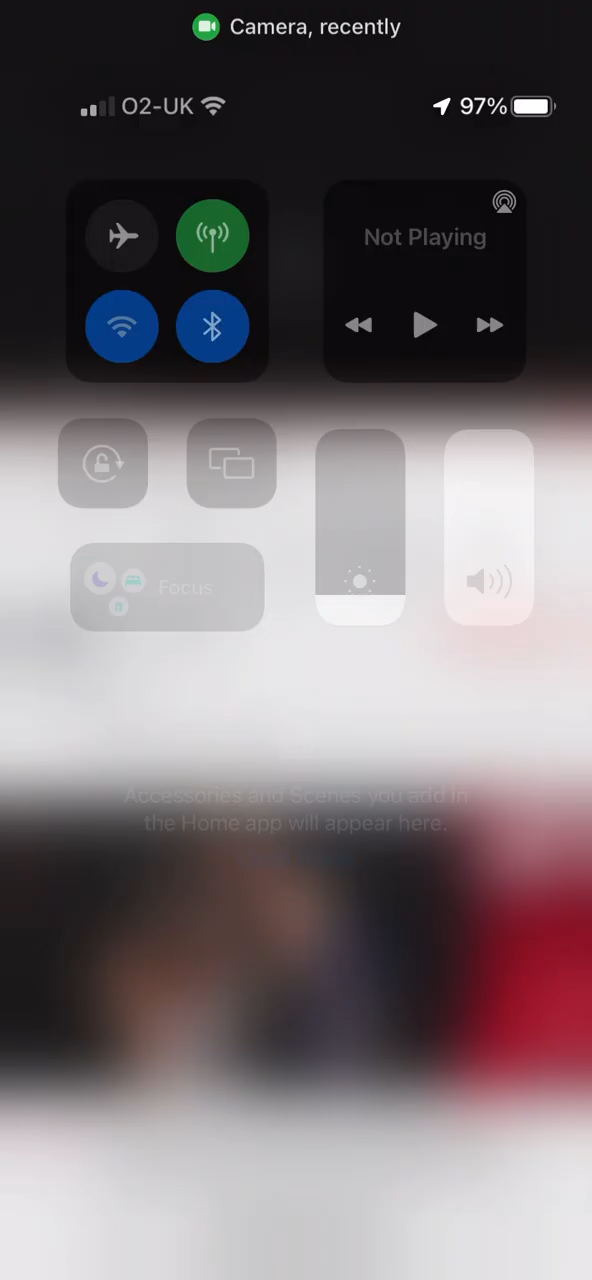 Camera, recently
O2-UK 97%
Not Playing
Focus
Accessories and Scenes you add in
the Home app will appear here.